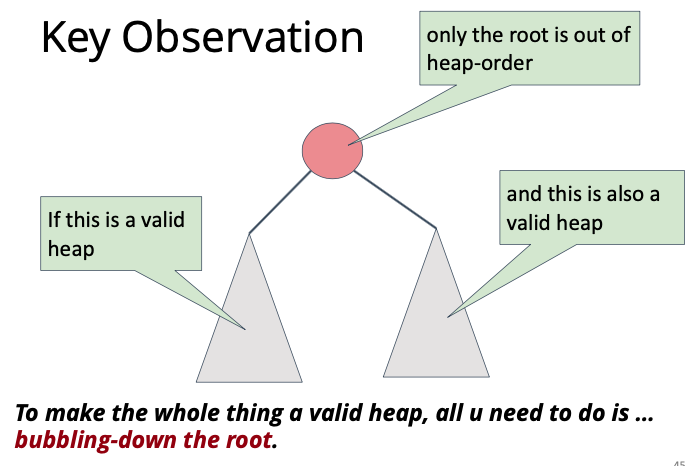 Key Observation
only the root is out of
heap-order
If this is a valid
heap
and this is also a
valid heap
To make the whole thing a valid heap, all u need to do is ...
bubbling-down the root.
45